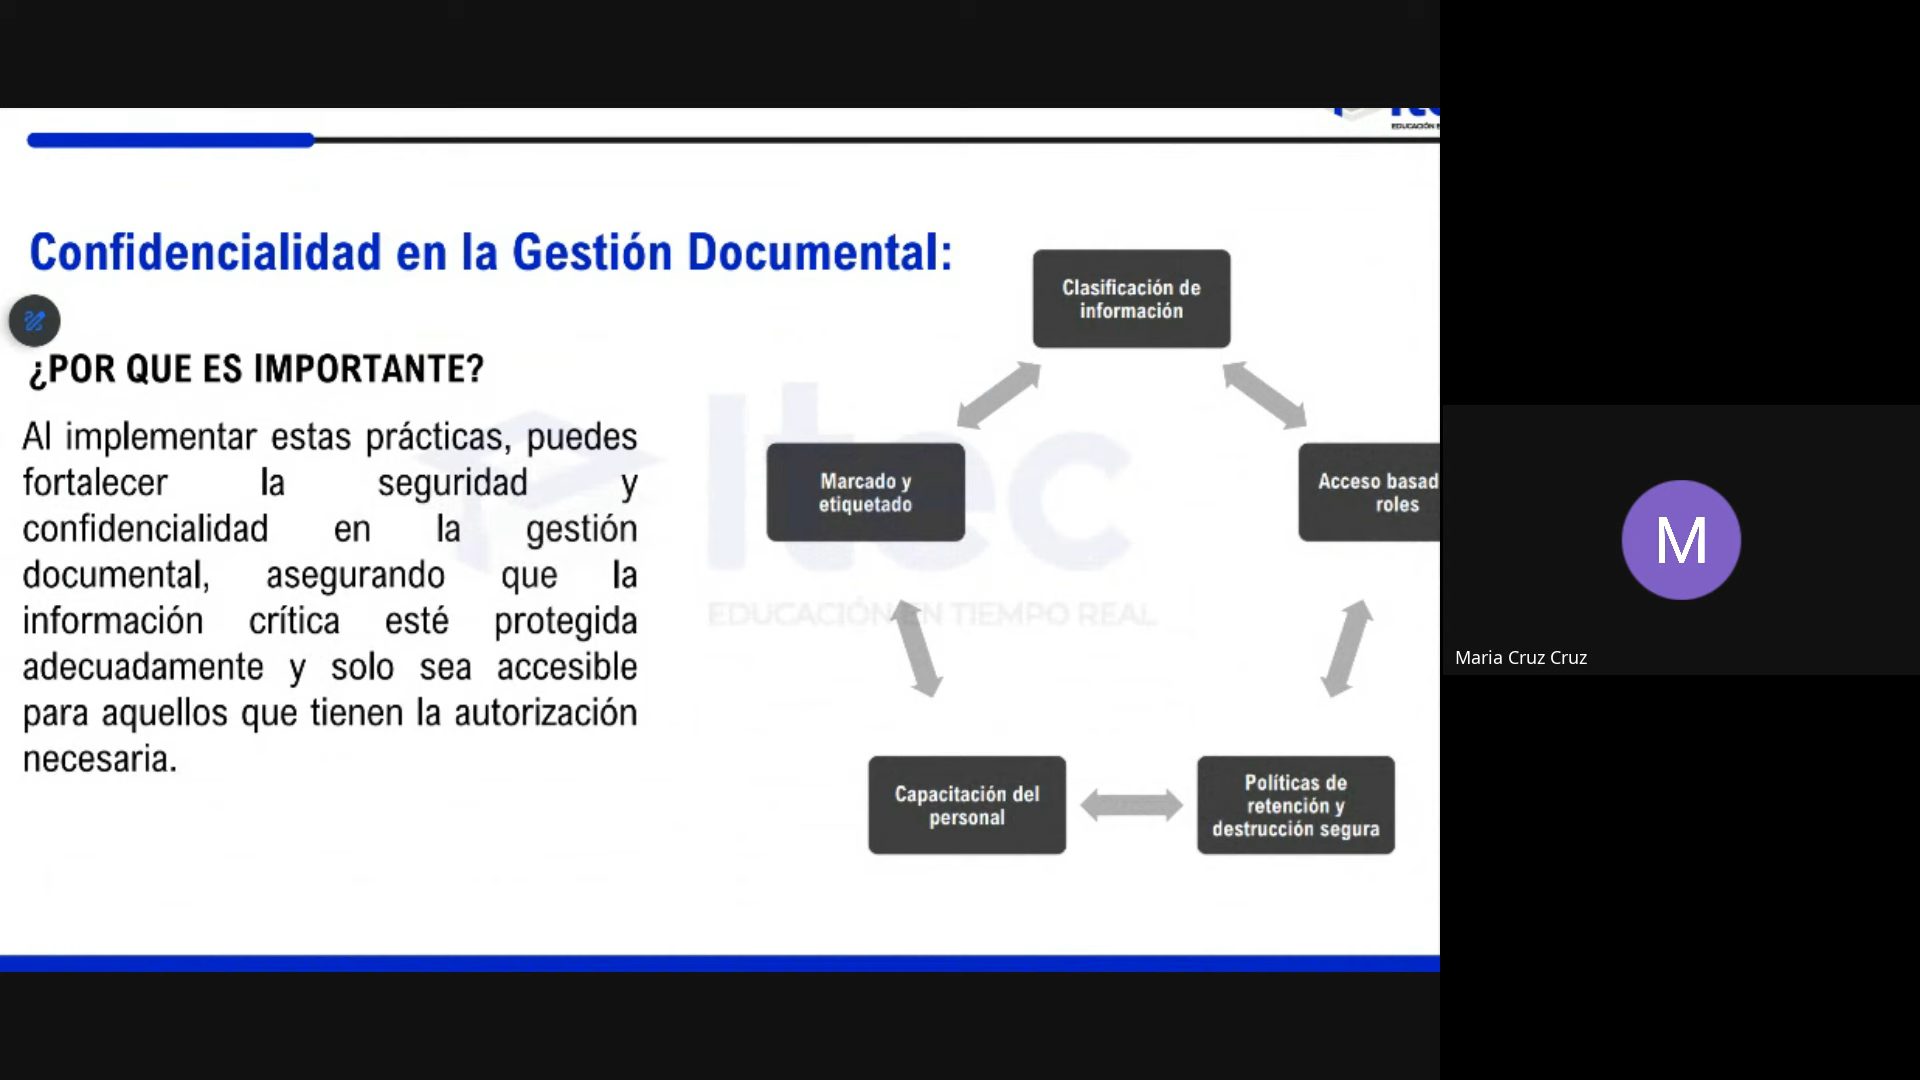 EDUCACIÓN E
Confidencialidad en la Gestión Documental:
¿POR QUE ES IMPORTANTE?
Al implementar estas prácticas, puedes
fortalecer la seguridad y
confidencialidad en la gestión
documental, asegurando que la
información crítica esté protegida
adecuadamente y solo sea accesible
para aquellos que tienen la autorización
necesaria.
Clasificación de
información
Marcado y
etiquetado
Acceso basad
roles
Capacitación del
personal
Políticas de
retención y
destrucción segura
Itec
EDUCACIÓN EN TIEMPO REAL
M
Maria Cruz Cruz